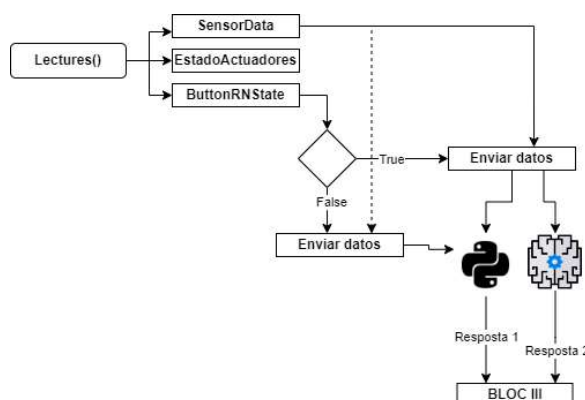 SensorData
Lectures()
EstadoActuadores
ButtonRNState
True
Enviar datos
False
Enviar datos
Resposta 1
Resposta 2
BLOC III